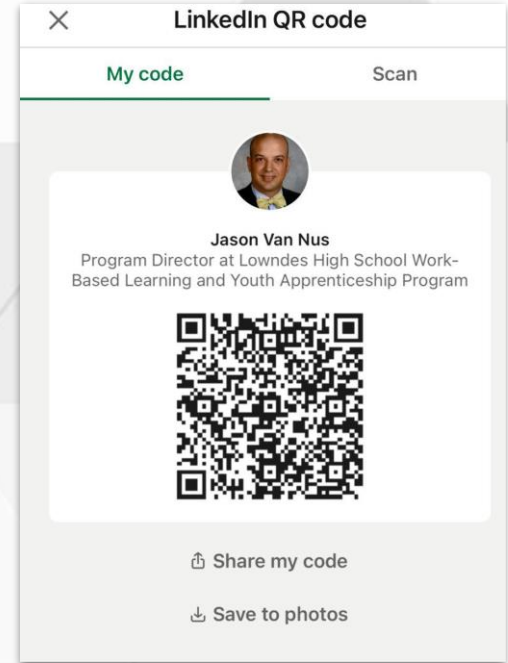 LinkedIn QR code
My code Scan
Jason Van Nus
Program Director at Lowndes High School Work-
Based Learning and Youth Apprenticeship Program
Share my code
Save to photos